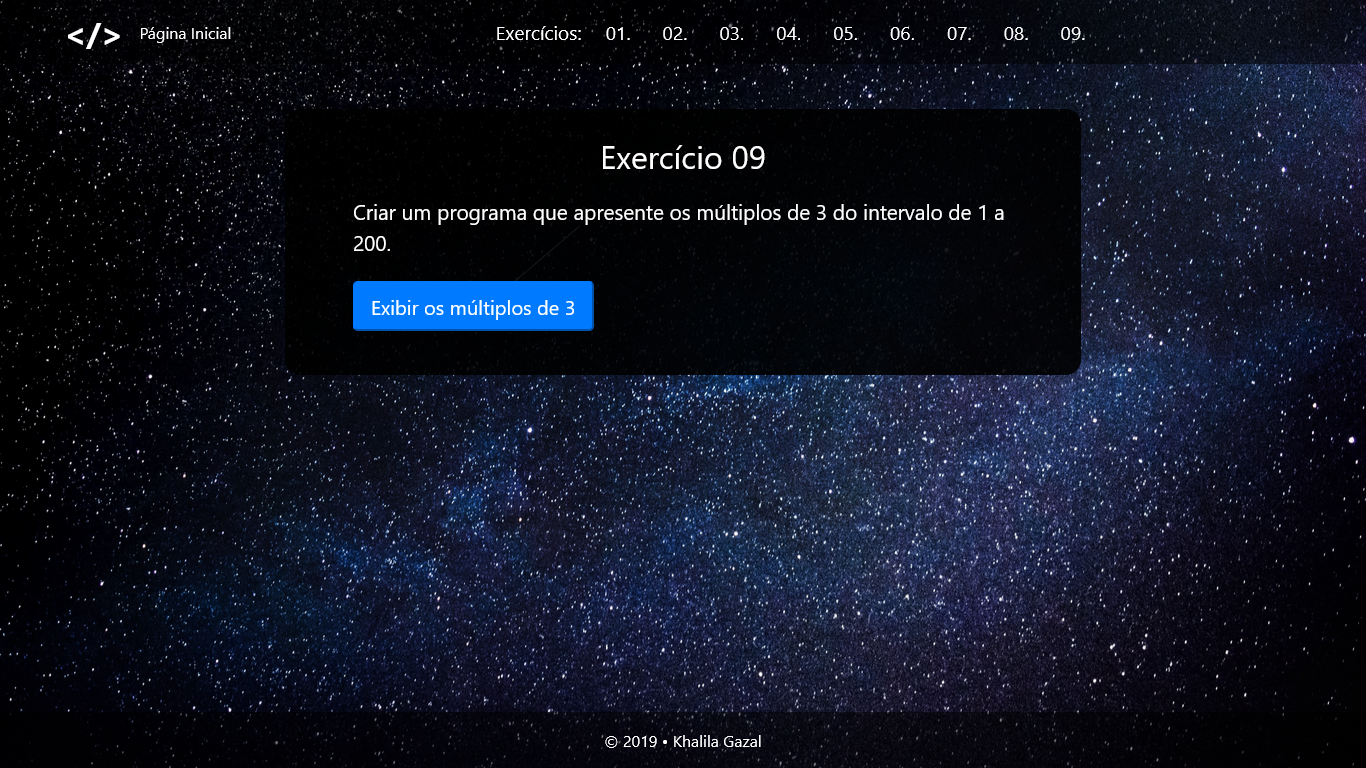 </> Página Inicial Exercícios: 01. 02. 03. 04. 05. 06. 07. 08. 09.
Exercício 09
Criar um programa que apresente os múltiplos de 3 do intervalo de 1 a
200.
Exibir os múltiplos de 3
© 2019 • Khalila Gazal